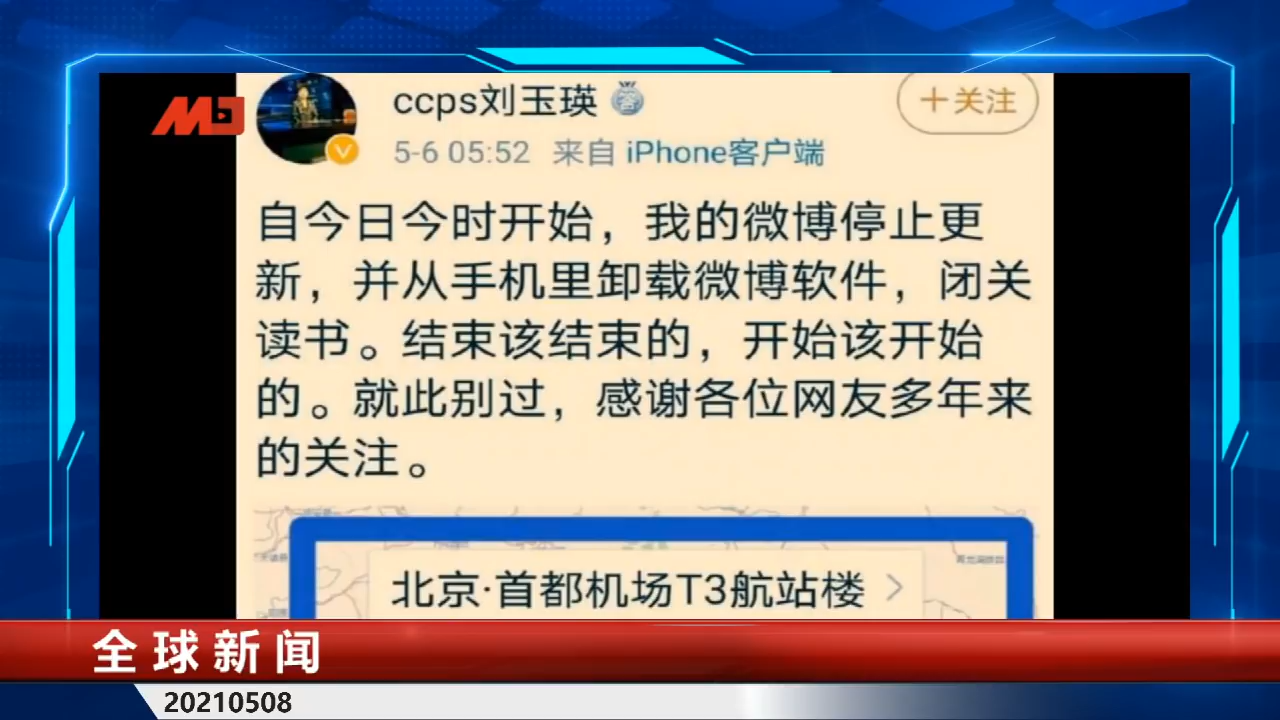 MD
ccps刘玉瑛
+关注
5-6 05:52 来自 iPhone客户端
自今日今时开始，我的微博停止更
新，并从手机里卸载微博软件，闭关
读书。结束该结束的，开始该开始
的。就此别过，感谢各位网友多年来
的关注。
北京·首都机场T3航站楼
全球新闻
20210508